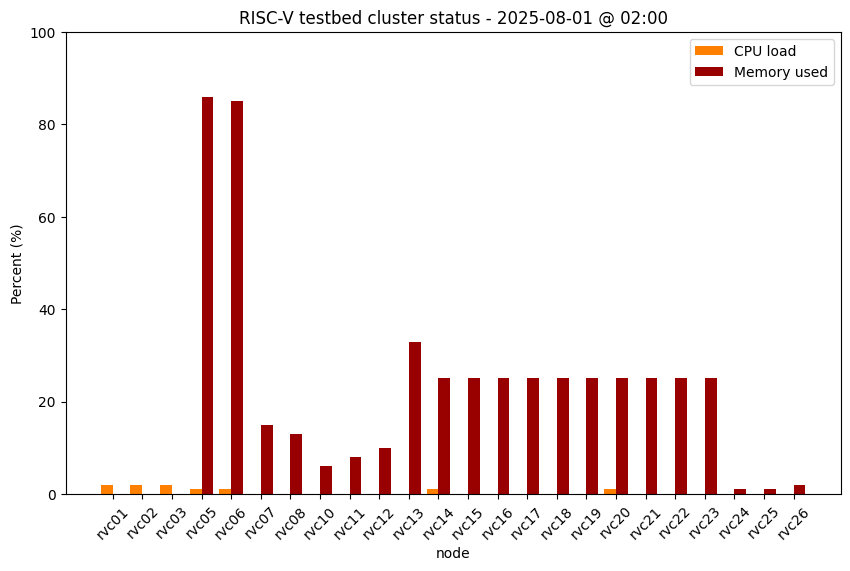 RISC-V testbed cluster status - 2025-08-01 @ 02:00
CPU load
Memory used
Percent (%)
100
80
60
40
20
0
rvc01 rvc02 rvc03 rvc05 rvc06 rvc07 rvc08 rvc10 rvc11 rvc12 rvc13 rvc14 rvc15 rvc16 rvc17 rvc18 rvc19 rvc20 rvc21 rvc22 rvc23 rvc24 rvc25 rvc26
node